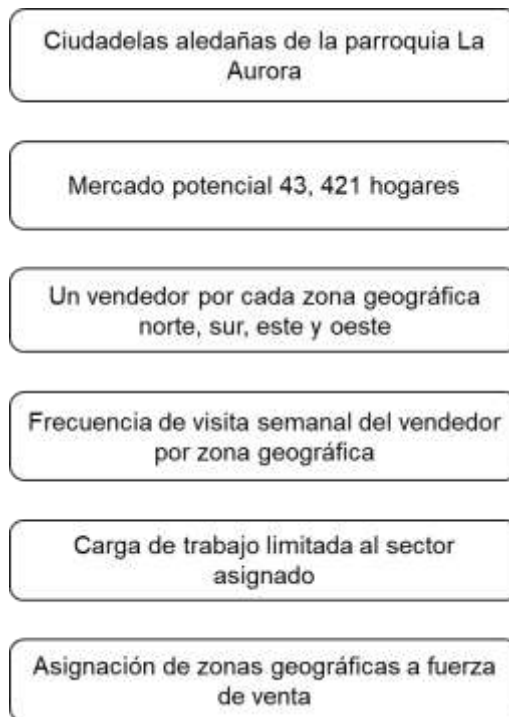 Ciudadelas aledañas de la parroquia La
Aurora
Mercado potencial 43, 421 hogares
Un vendedor por cada zona geográfica
norte, sur, este y oeste
Frecuencia de visita semanal del vendedor
por zona geográfica
Carga de trabajo limitada al sector
asignado
Asignación de zonas geográficas a fuerza
de venta